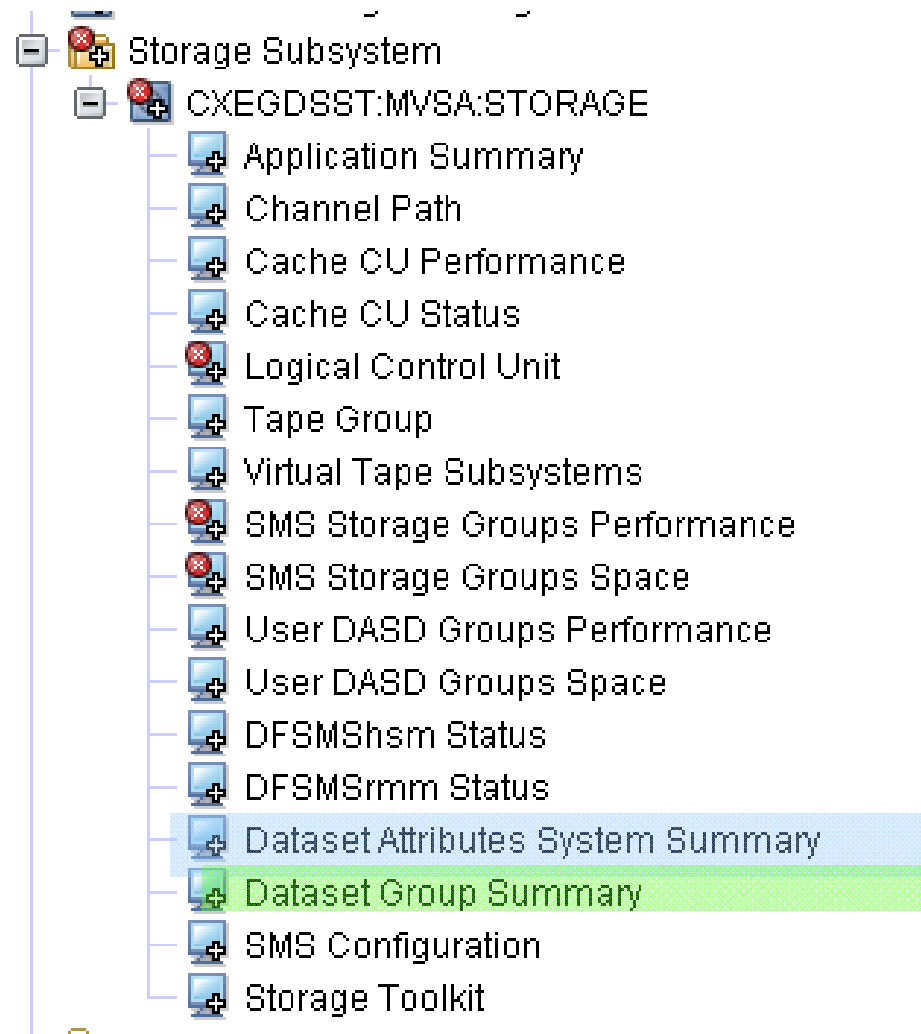 Storage Subsystem
CXEGDSST:MVSA:STORAGE
Application Summary
Channel Path
Cache CU Performance
Cache CU Status
Logical Control Unit
Tape Group
Virtual Tape Subsystems
SMS Storage Groups Performance
SMS Storage Groups Space
User DASD Groups Performance
User DASD Groups Space
DFSMShsm Status
DFSMSrmm Status
Dataset Attributes System Summary
Dataset Group Summary
SMS Configuration
Storage Toolkit